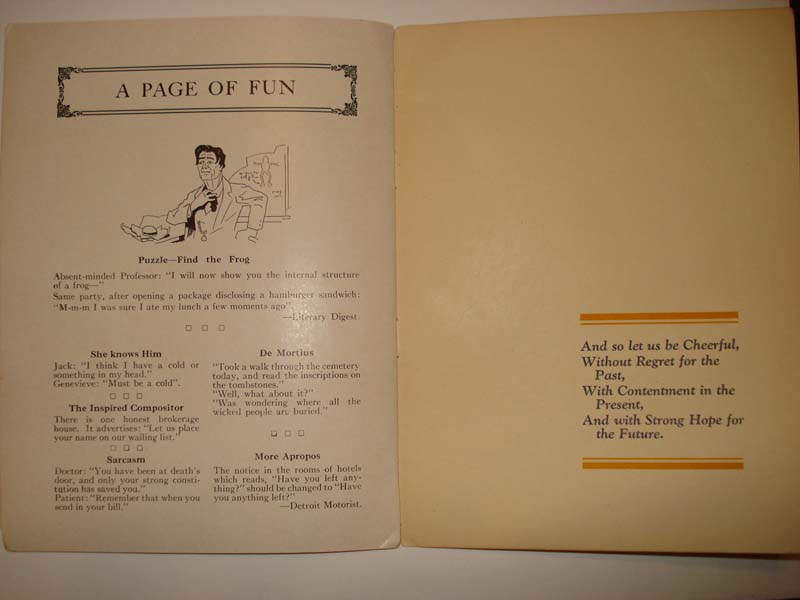 A PAGE OF FUN
Puzzle—Find the Frog
Absent-minded Professor: "I will now show you the internal structure
of a frog—"
Same party, after opening a package disclosing a hamburger sandwich:
"M-m-m I was sure I ate my lunch a few moments ago".
—Literary Digest.
She knows Him
Jack: "I think I have a cold or
something in my head."
Genevieve: "Must be a cold".
The Inspired Compositor
There is one honest brokerage
house. It advertises: "Let us place
your name on our wailing list."
Sarcasm
Doctor: "You have been at death's
door, and only your strong consti-
tution has saved you."
Patient: "Remember that when you
send in your bill."
De Mortius
"Took a walk through the cemetery
today, and read the inscriptions on
the tombstones."
"Well, what about it?"
"Was wondering where all the
wicked people are buried."
More Apropos
The notice in the rooms of hotels
which reads, "Have you left any-
thing?" should be changed to "Have
you anything left?"
—Detroit Motorist.
And so let us be Cheerful,
Without Regret for the
Past,
With Contentment in the
Present,
And with Strong Hope for
the Future.